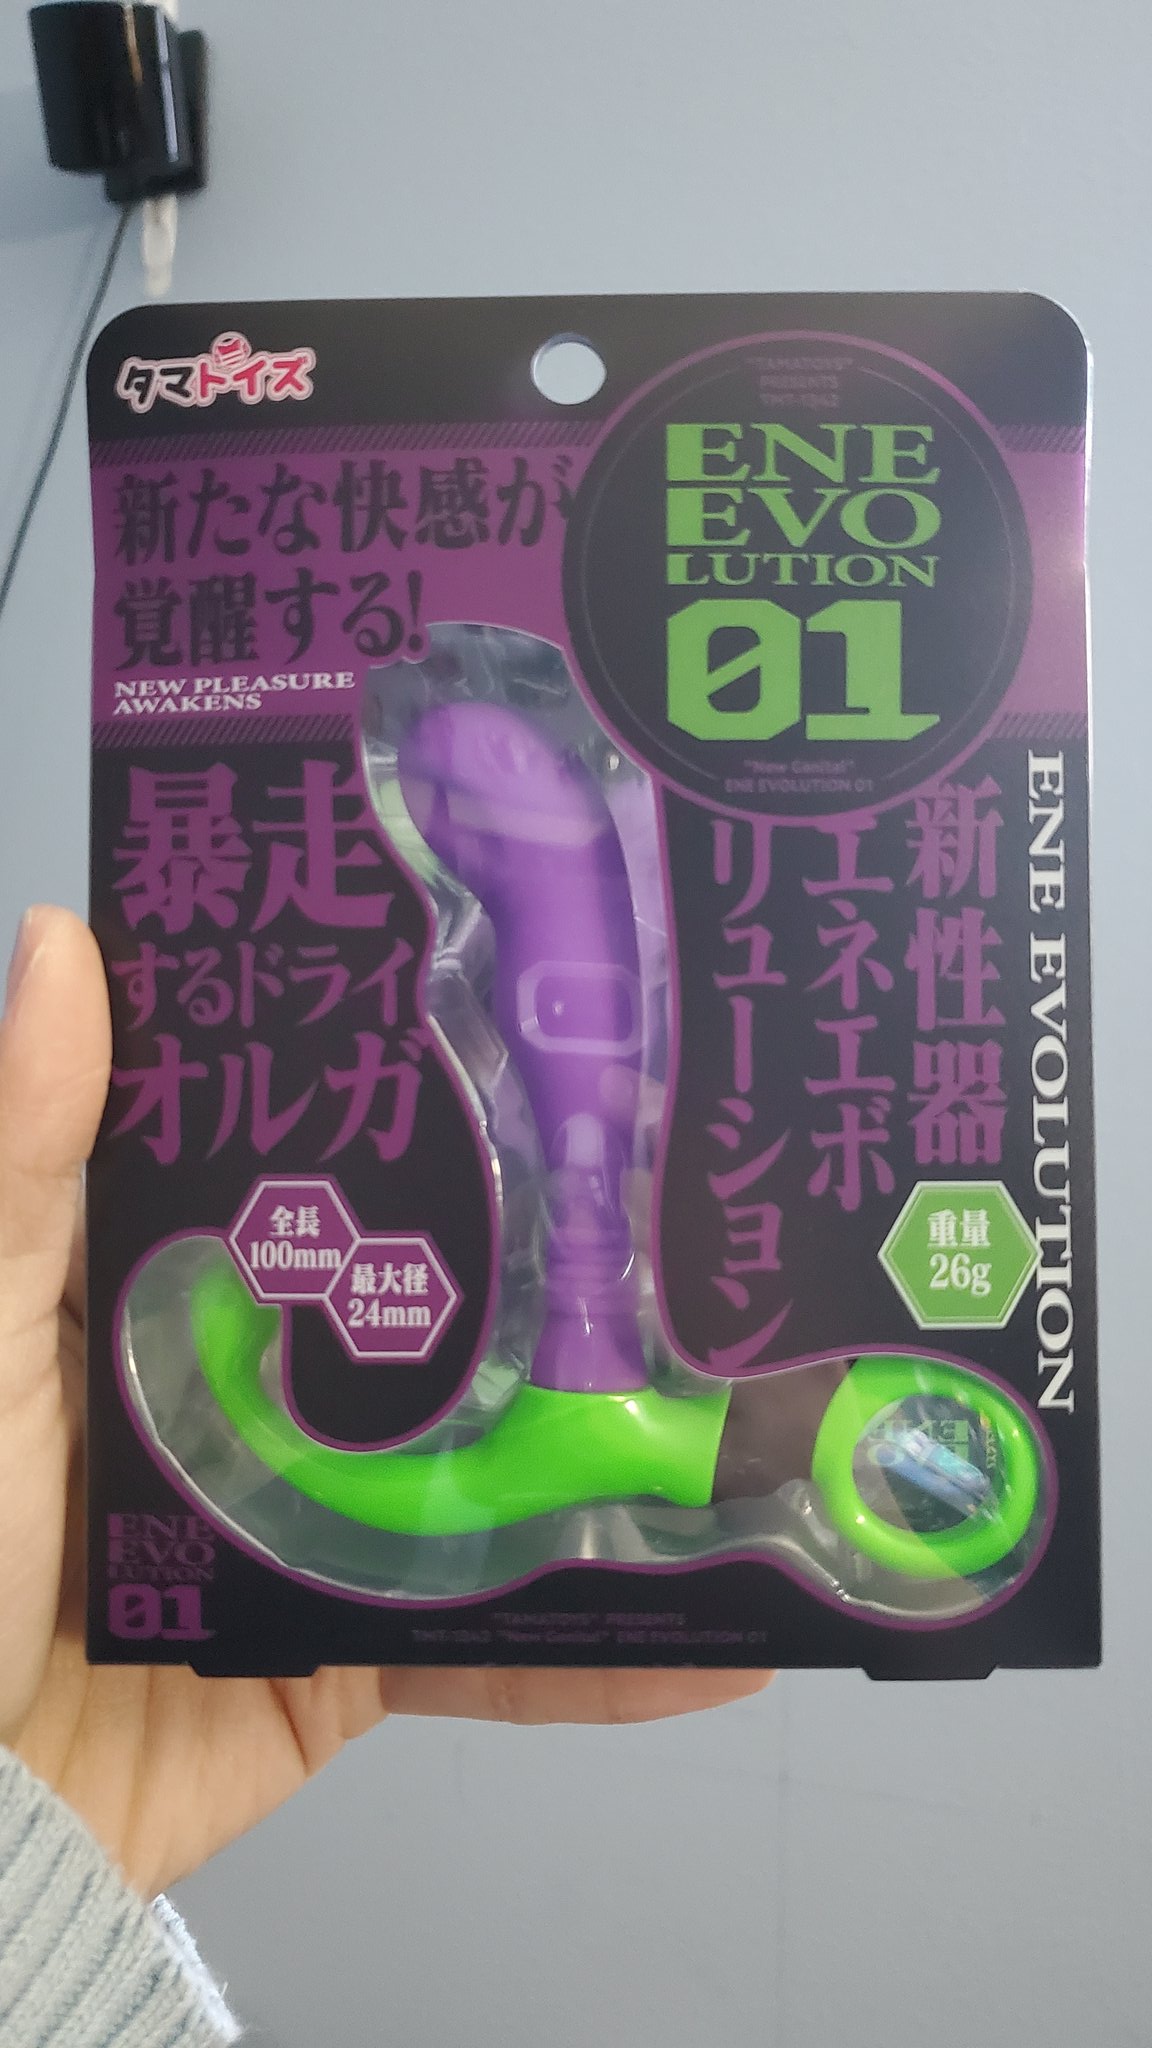 タマトイズ
"TAMATOYS"
PRESENTS
TMT-1942
ENE
EVO
LUTION
01
"New Genital"
ENE EVOLUTION 01
新たな快感が
覚醒する!
NEW PLEASURE
AWAKENS
暴走
するドライ
オルガ
新性器
エネエボ
リューション
ENE EVOLUTION
全長
100mm
最大径
24mm
重量
26g
ENE
EVO
LUTION
01
"TAMATOYS" PRESENTS
"New Genital" ENE EVOLUTION 01